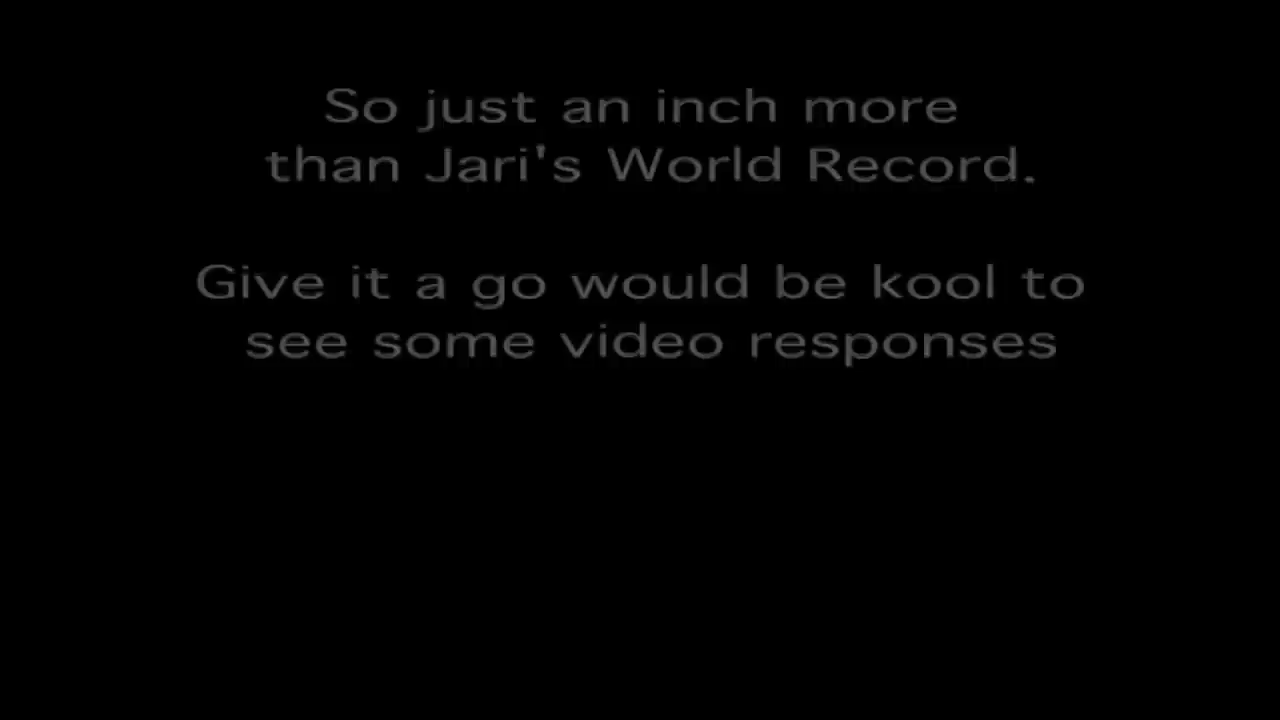 So just an inch more
than Jari's World Record.
Give it a go would be kool to
see some video responses